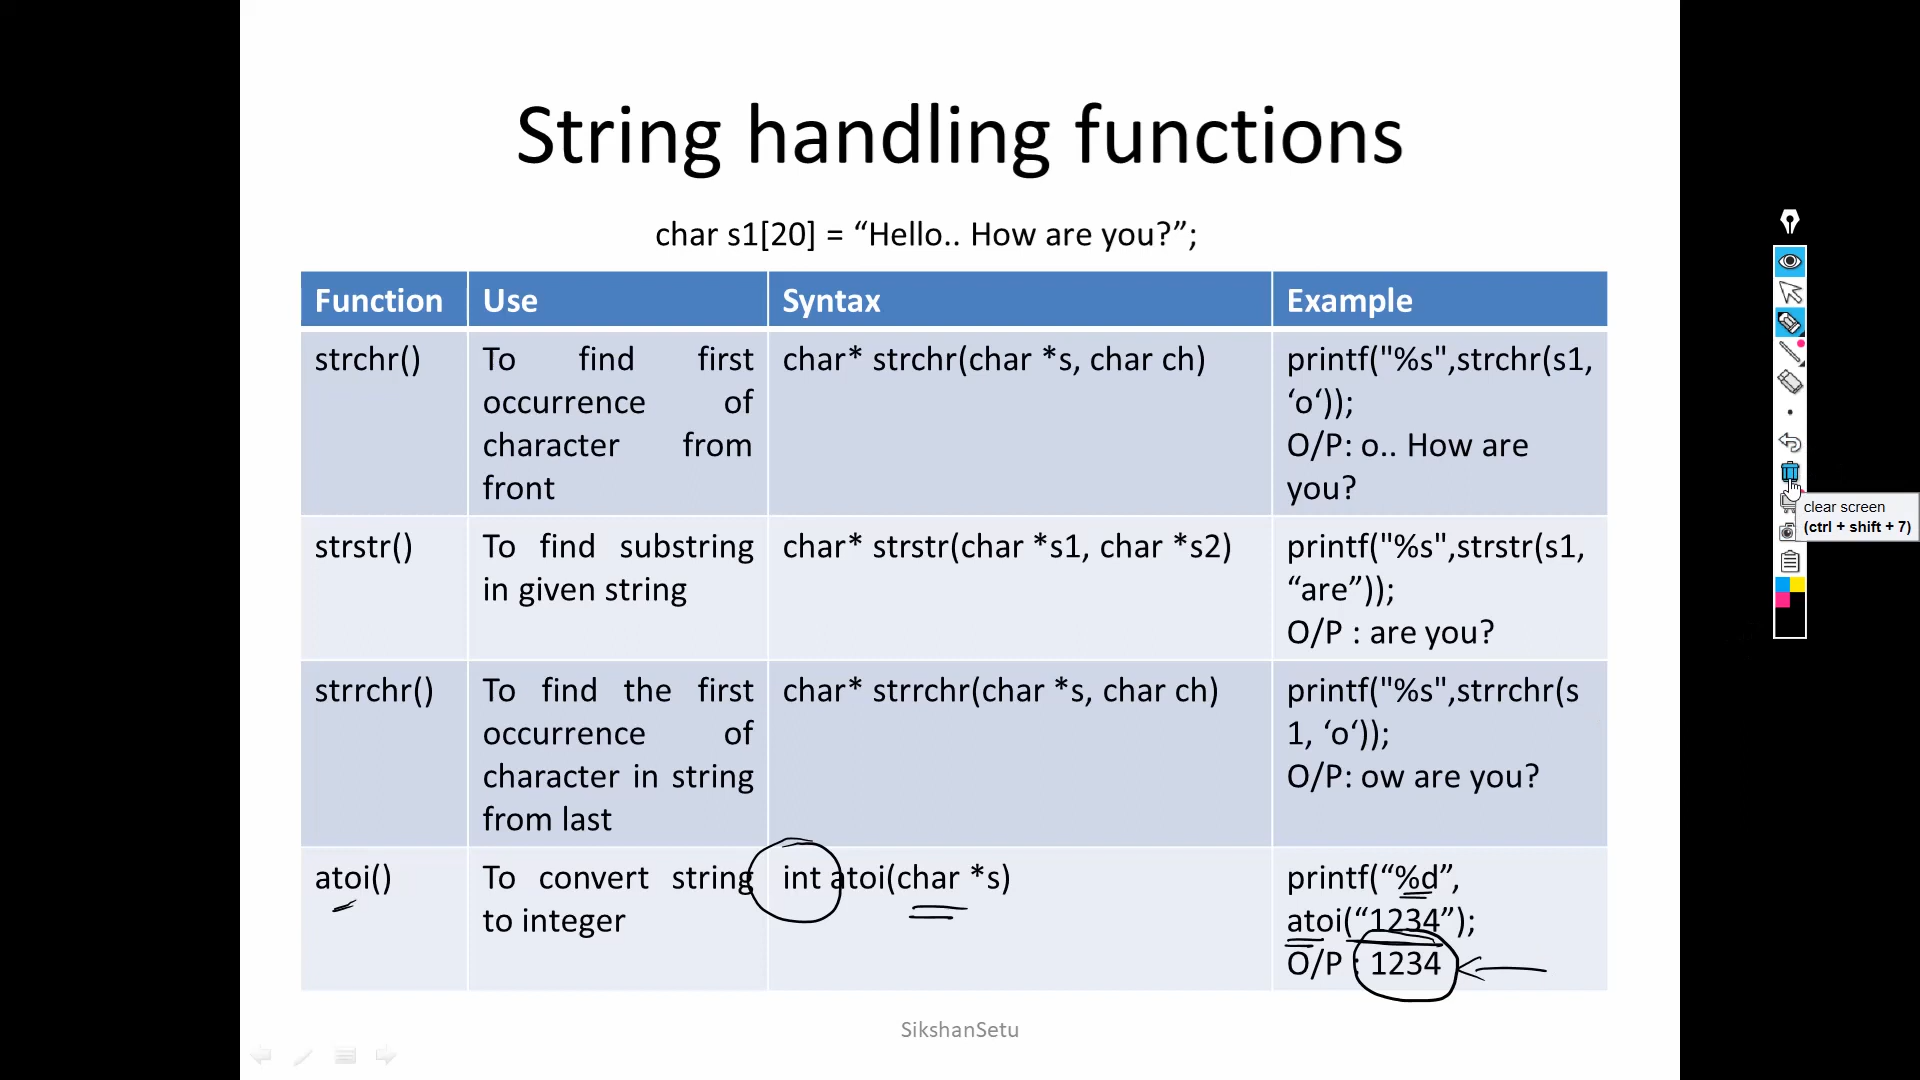 String handling functions
char s1[20] = “Hello.. How are you?”;
Function Use Syntax Example
strchr()
To find first
occurrence of
character from
front
char* strchr(char *s, char ch)
printf("%s",strchr(s1,
‘o‘));
O/P: o.. How are
you?
strstr()
To find substring
in given string
char* strstr(char *s1, char *s2)
printf("%s",strstr(s1,
“are”));
O/P : are you?
strrchr()
To find the first
occurrence of
character in string
from last
char* strrchr(char *s, char ch)
printf("%s",strrchr(s
1, ‘o‘));
O/P: ow are you?
atoi()
To convert string
to integer
int atoi(char *s)
printf(“%d”,
atoi(“1234”);
O/P : 1234
SikshanSetu
clear screen
(ctrl + shift + 7)